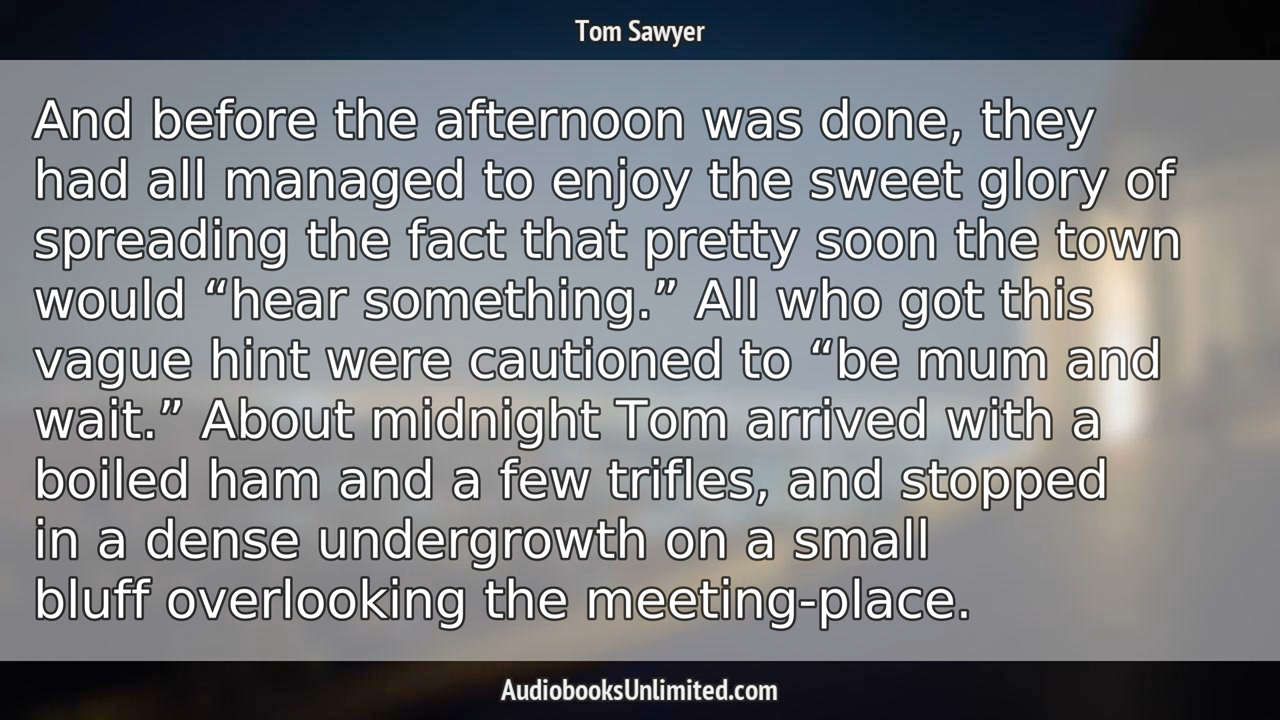 Tom Sawyer
And before the afternoon was done, they
had all managed to enjoy the sweet glory of
spreading the fact that pretty soon the town
would “hear something.” All who got this
vague hint were cautioned to “be mum and
wait.” About midnight Tom arrived with a
boiled ham and a few trifles, and stopped
in a dense undergrowth on a small
bluff overlooking the meeting-place.
AudiobooksUnlimited.com